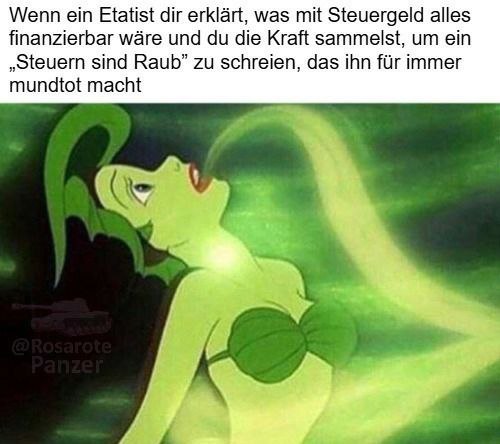 Wenn ein Etatist dir erklärt, was mit Steuergeld alles
finanzierbar wäre und du die Kraft sammelst, um ein
„Steuern sind Raub” zu schreien, das ihn für immer
mundtot macht
@Rosarote
Panzer